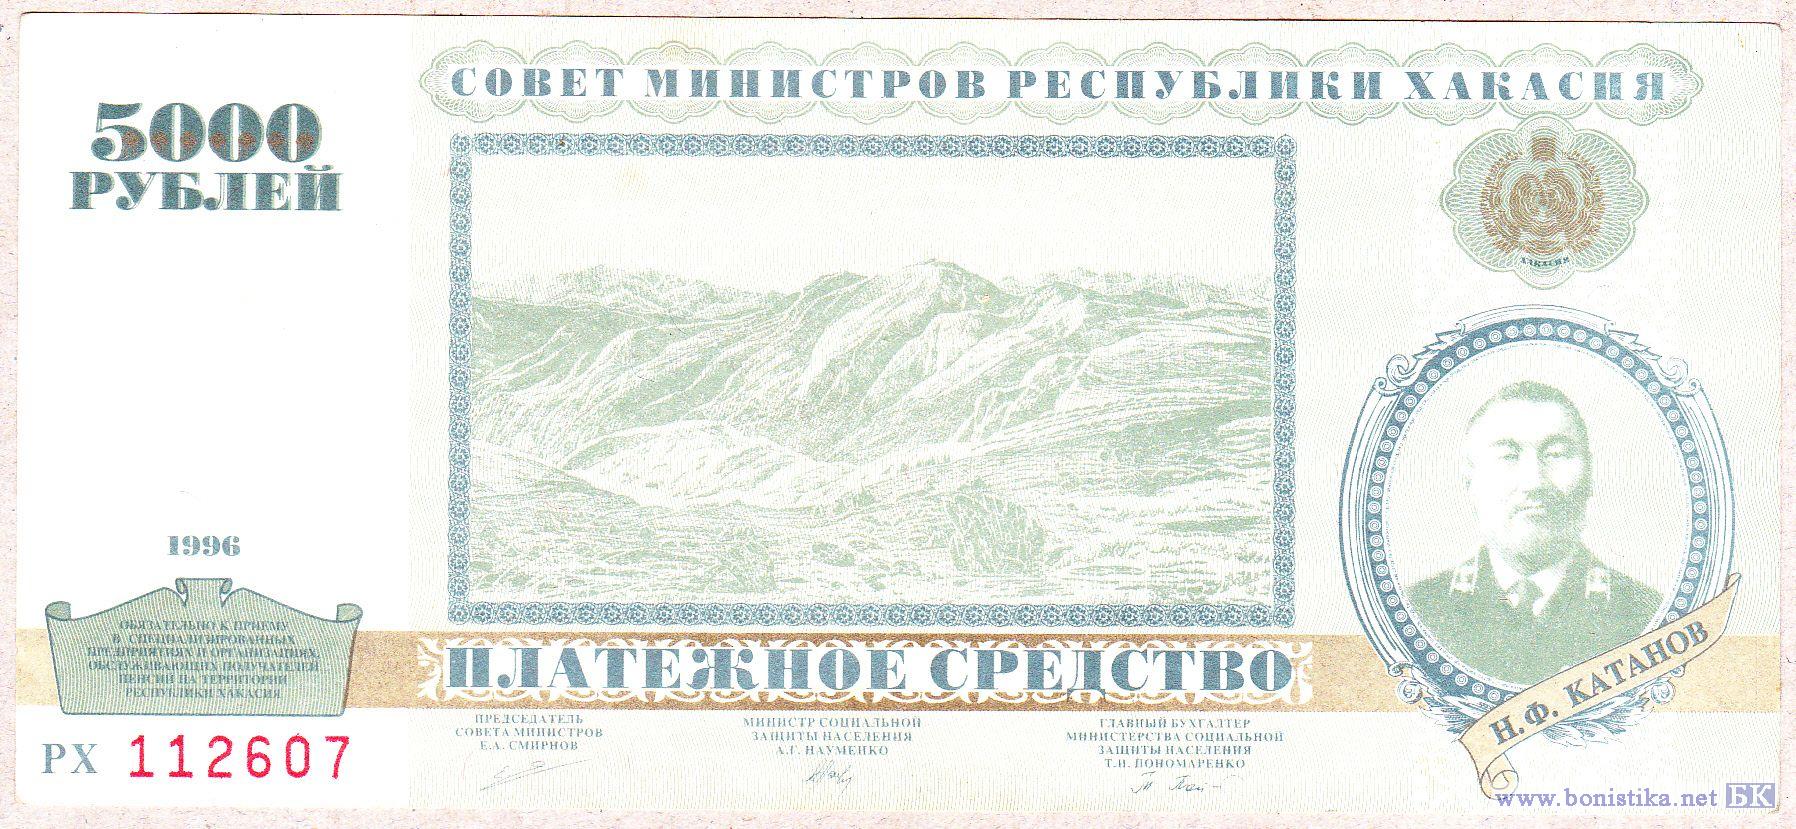 СОВЕТ МИНИСТРОВ РЕСПУБЛИКИ ХАКАСИЯ
5000
РУБЛЕЙ
ХАКАСИЯ
1996
ОБЯЗАТЕЛЬНО К ПРИЕМУ
В СПЕЦИАЛИЗИРОВАННЫХ
ПРЕДПРИЯТИЯХ И ОРГАНИЗАЦИЯХ,
ОБСЛУЖИВАЮЩИХ ПОЛУЧАТЕЛЕЙ
ПЕНСИИ НА ТЕРРИТОРИИ
РЕСПУБЛИКИ ХАКАСИЯ
РХ 112607
ПЛАТЕЖНОЕ СРЕДСТВО
ПРЕДСЕДАТЕЛЬ
СОВЕТА МИНИСТРОВ
Е.А. СМИРНОВ
МИНИСТР СОЦИАЛЬНОЙ
ЗАЩИТЫ НАСЕЛЕНИЯ
А.Г. НАУМЕНКО
ГЛАВНЫЙ БУХГАЛТЕР
МИНИСТЕРСТВА СОЦИАЛЬНОЙ
ЗАЩИТЫ НАСЕЛЕНИЯ
Т.И. ПОНОМАРЕНКО
Н.Ф. КАТАНОВ
www.bonistika.net БК